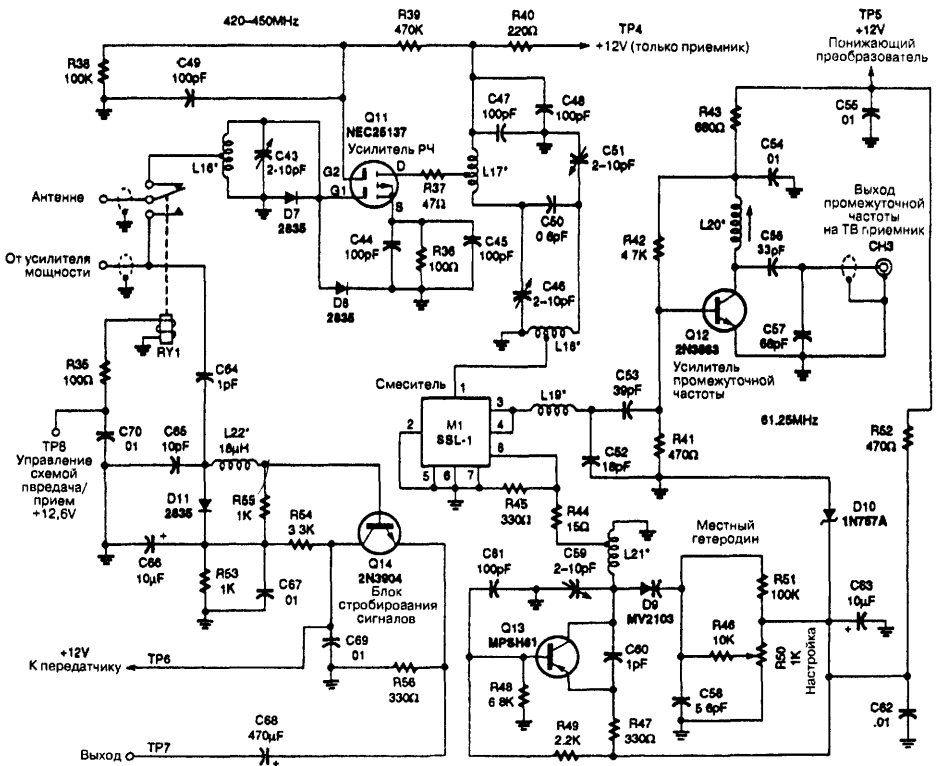 420–450MHz
R39
470K
R40
220Ω
TP4
+12V (только приемник)
TP5
+12V
Понижающий
преобразователь
R38
100K
C49
100pF
Q11
NEC25137
Усилитель РЧ
C47
100pF
C48
100pF
R43
680Ω
C55
01
L16*
C43
2-10pF
G2
G1
D
S
R37
47Ω
L17*
C51
2–10pF
C54
01
Антенне
D7
2835
C50
0 6pF
L20*
Выход
промежуточной
частоты
на ТВ приемник
CH3
C56
33pF
От усилителя
мощности
C44
100pF
R36
100Ω
C45
100pF
R42
4 7K
D8
2835
C46
2–10pF
L18*
Q12
2N3563
Усилитель
промежуточной
частоты
C57
68pF
RY1
R35
100Ω
C64
1pF
Смеситель
1
2
3
4
8
5
6
7
M1
SBL-1
L19*
C53
39pF
61.25MHz
TP8
Управление
схемой
пвредача/
прием
+12,6V
C70
01
C65
10pF
L22*
18μH
C52
18pF
R41
470Ω
R52
470Ω
D11
2835
R55
1K
R54
3 3K
R45
330Ω
R44
15Ω
D10
1N757A
C66
10μF
+
R53
1K
C67
01
Q14
2N3904
Блок
стробирования
сигналов
C61
100pF
C59
2–10pF
L21*
Местный
гетеродин
D9
MV2103
R51
100K
C63
10μF
+
Q13
MPSH81
R46
10K
R50
1K
Настройка
+12V
К передатчику
TP6
C69
01
C60
1pF
R56
330Ω
R48
6 8K
C58
5 6pF
C62
.01
R49
2.2K
R47
330Ω
C68
470μF
+
Выход
TP7